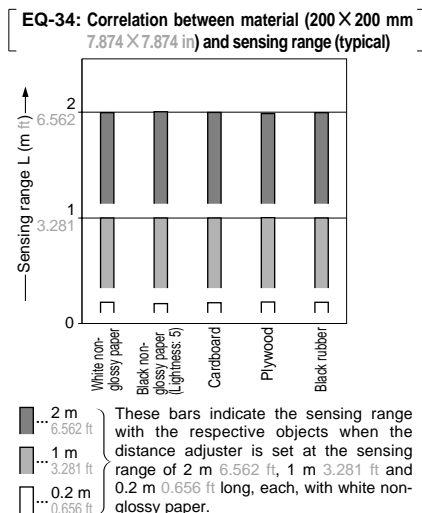 EQ-34: Correlation between material (200×200 mm
7.874×7.874 in) and sensing range (typical)
Sensing range L (m ft)
2
6.562
1
3.281
0
White non-
glossy paper
Black non-
glossy paper
(Lightness: 5)
Cardboard
Plywood
Black rubber
... 2 m
6.562 ft
... 1 m
3.281 ft
... 0.2 m
0.656 ft
These bars indicate the sensing range
with the respective objects when the
distance adjuster is set at the sensing
range of 2 m 6.562 ft, 1 m 3.281 ft and
0.2 m 0.656 ft long, each, with white non-
glossy paper.